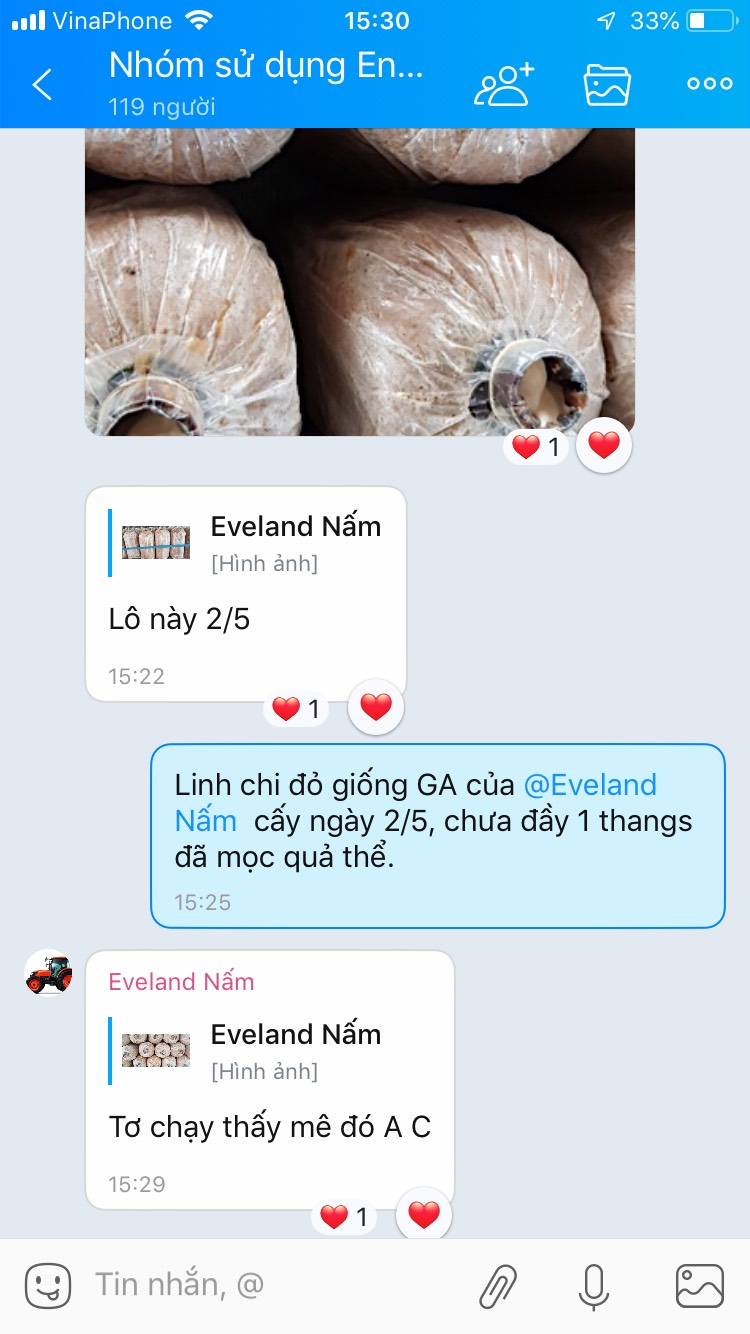 VinaPhone 15:30 33%
Nhóm sử dụng En...
119 người
1
Eveland Nấm
[Hình ảnh]
Lô này 2/5
15:22
1
Linh chi đỏ giống GA của @Eveland
Nấm cấy ngày 2/5, chưa đầy 1 thangs
đã mọc quả thể.
15:25
Eveland Nấm
Eveland Nấm
[Hình ảnh]
Tơ chạy thấy mê đó A C
15:29
1
Tin nhắn, @